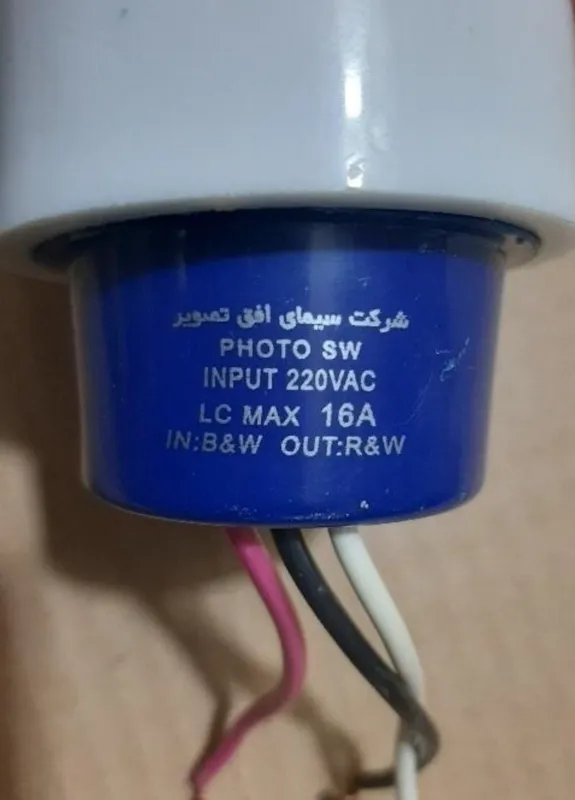 شرکت سیمای افق تصویر
PHOTO SW
INPUT 220VAC
LC MAX 16A
IN:B&W OUT:R&W